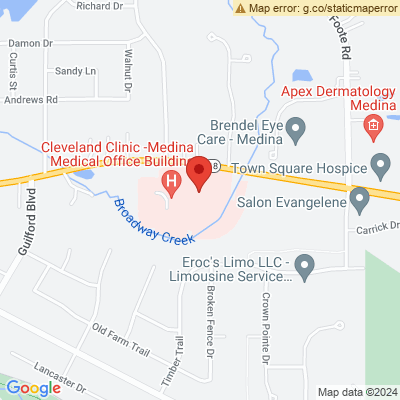 Map error: g.co/staticmaperror
Richard Dr
Foote Rd
Damon Dr
Curtis St
Sandy Ln
Walnut Dr
Andrews Rd
Apex Dermatology
Medina
Brendel Eye
Care - Medina
Cleveland Clinic -Medina
Medical Office Building
18
Town Square Hospice
Guilford Blvd
Salon Evangelene
Broadway Creek
Carrick Dr
Eroc's Limo LLC -
Limousine Service...
Broken Fence Dr
Crown Pointe Dr
Old Farm Trail
Timber Trail
Lancaster Dr
Google
Map data ©2024